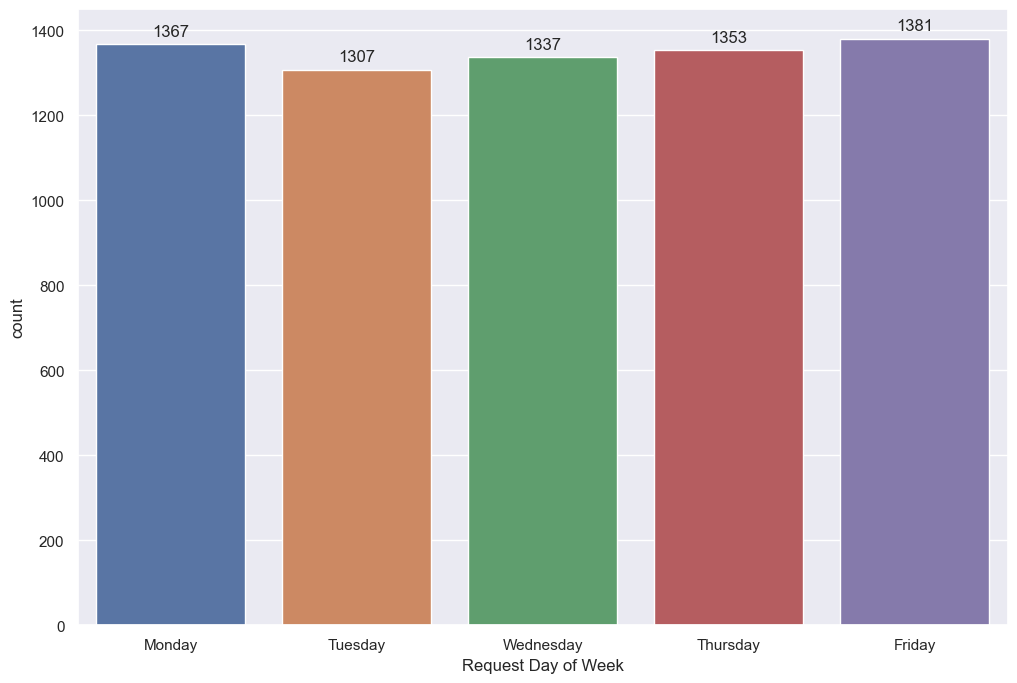 1367
1307
1337
1353
1381
1400
1200
1000
800
600
400
200
0
count
Monday
Tuesday
Wednesday
Thursday
Friday
Request Day of Week